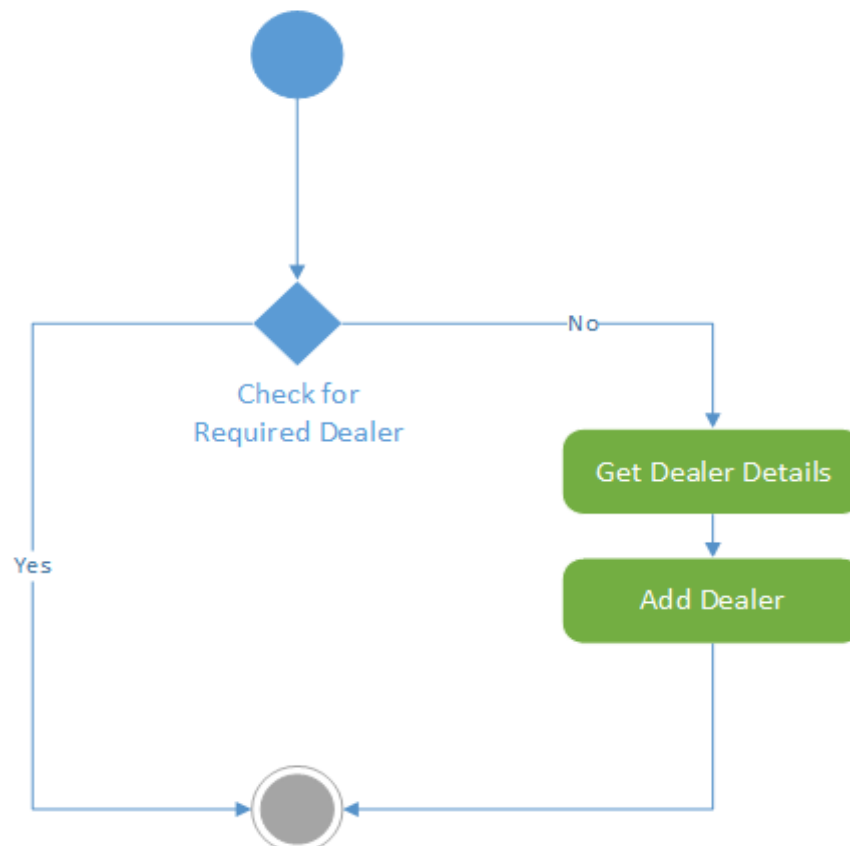 No
Check for
Required Dealer
Get Dealer Details
Yes
Add Dealer